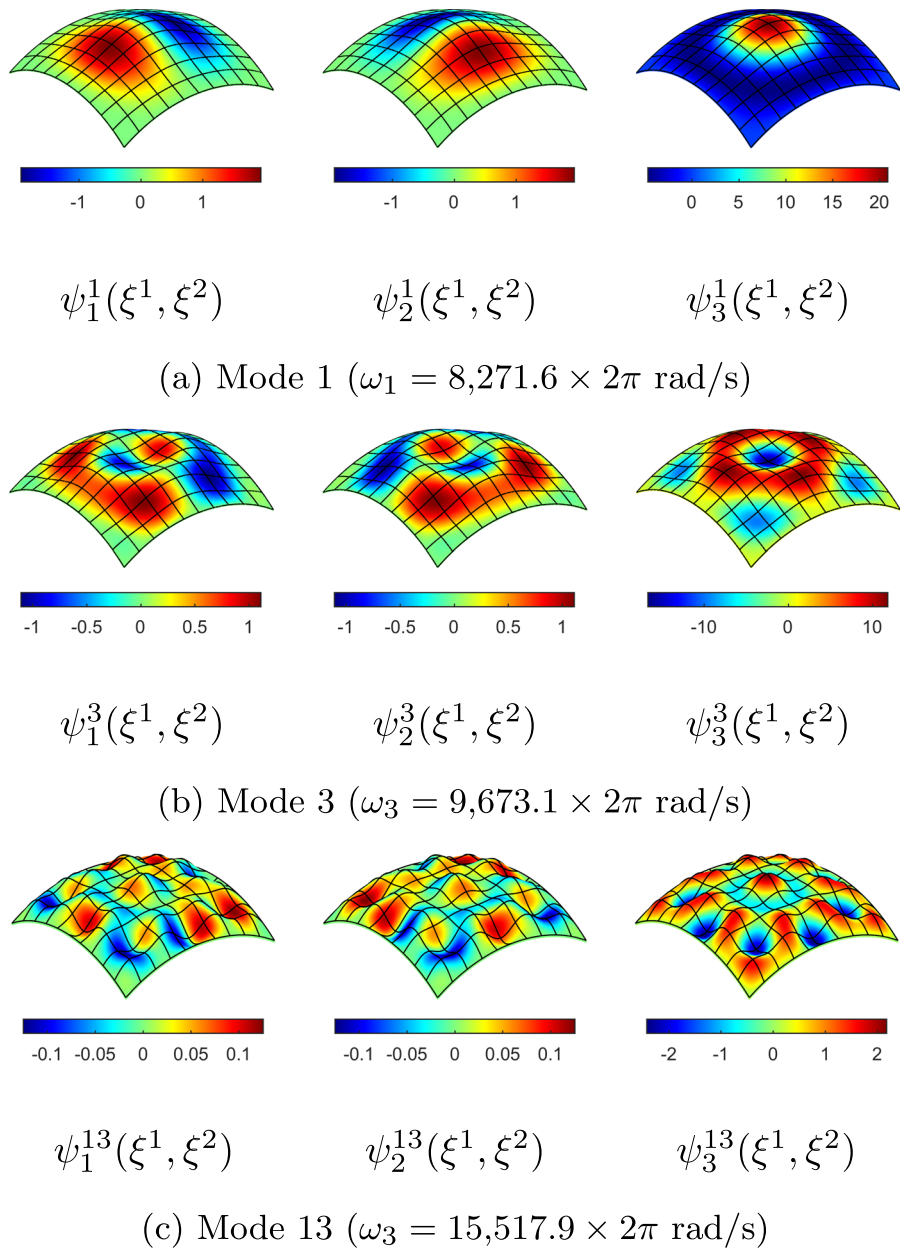 -1 0 1 -1 0 1 0 5 10 15 20
ψ₁¹(ξ¹, ξ²) ψ₂¹(ξ¹, ξ²) ψ₃¹(ξ¹, ξ²)
(a) Mode 1 (ω₁ = 8,271.6 × 2π rad/s)
-1 -0.5 0 0.5 1 -1 -0.5 0 0.5 1 -10 0 10
ψ₁³(ξ¹, ξ²) ψ₂³(ξ¹, ξ²) ψ₃³(ξ¹, ξ²)
(b) Mode 3 (ω₃ = 9,673.1 × 2π rad/s)
-0.1 -0.05 0 0.05 0.1 -0.1 -0.05 0 0.05 0.1 -2 -1 0 1 2
ψ₁¹³(ξ¹, ξ²) ψ₂¹³(ξ¹, ξ²) ψ₃¹³(ξ¹, ξ²)
(c) Mode 13 (ω₃ = 15,517.9 × 2π rad/s)